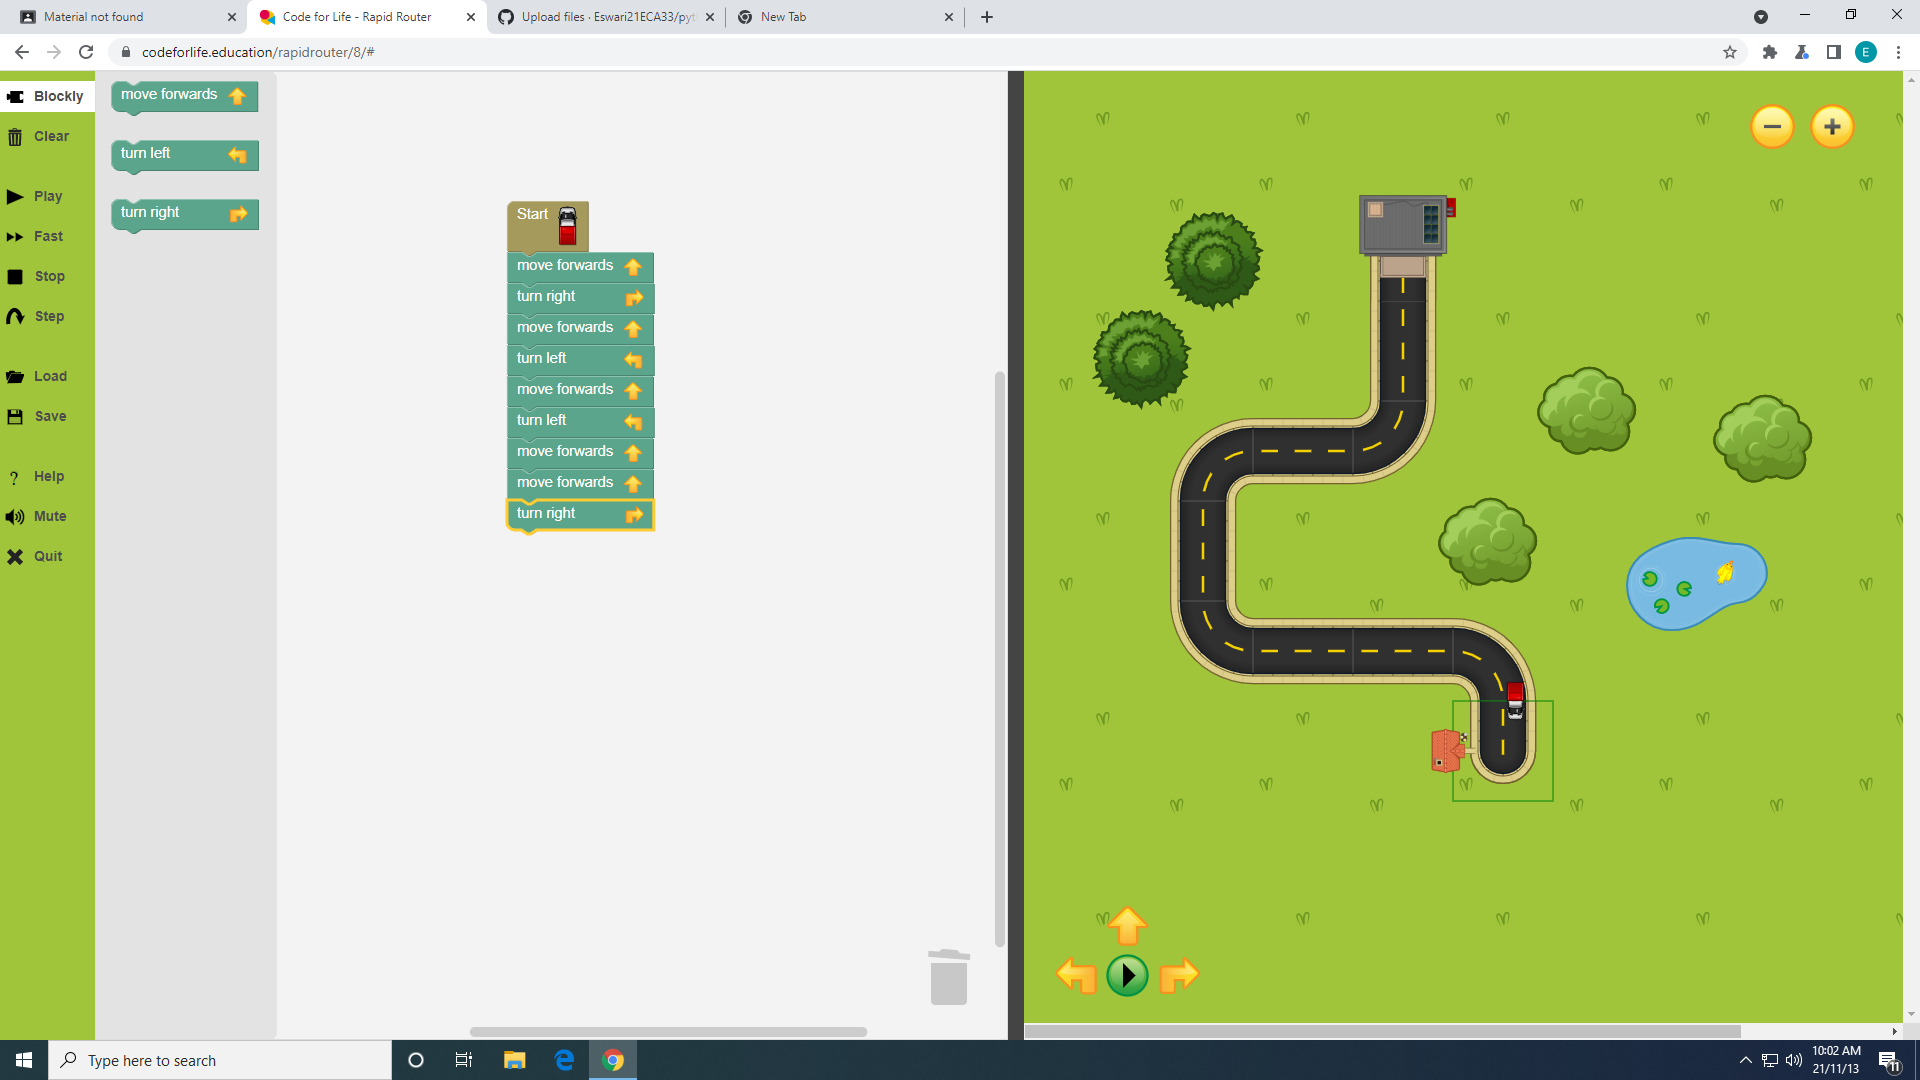 Material not found
Code for Life - Rapid Router
Upload files · Eswari21ECA33/pyt
New Tab
codeforlife.education/rapidrouter/8/#
E
Blockly
Clear
Play
Fast
Stop
Step
Load
Save
? Help
Mute
Quit
move forwards
turn left
turn right
Start
move forwards
turn right
move forwards
turn left
move forwards
turn left
move forwards
move forwards
turn right
Type here to search
10:02 AM
21/11/13
11